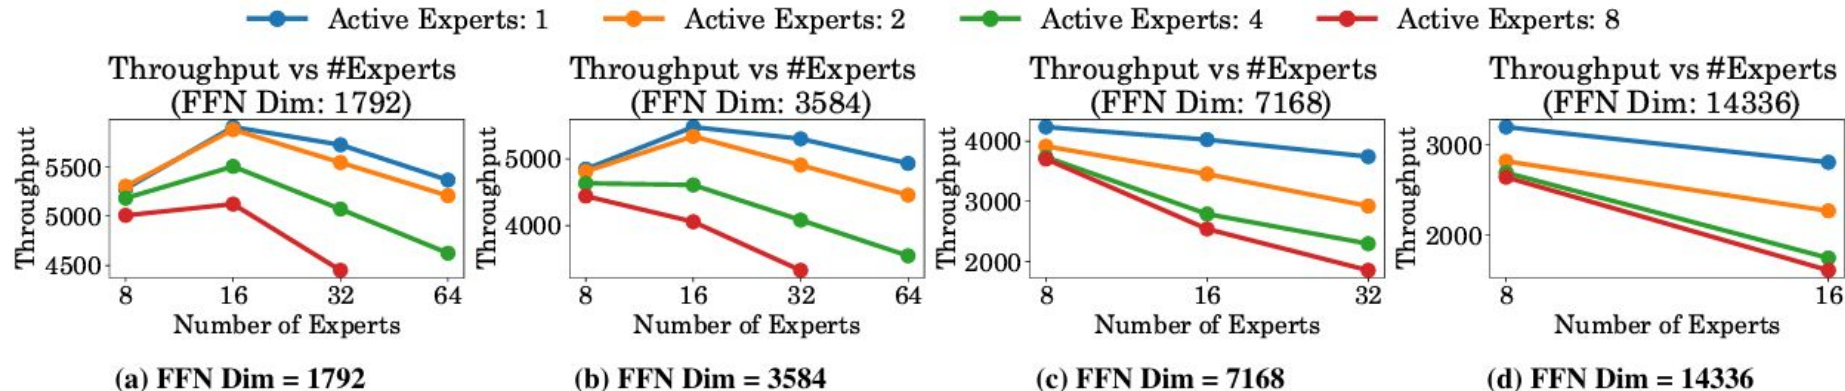 Active Experts: 1 Active Experts: 2 Active Experts: 4 Active Experts: 8
Throughput vs #Experts
(FFN Dim: 1792)
Throughput
5500
5000
4500
8 16 32 64
Number of Experts
(a) FFN Dim = 1792
Throughput vs #Experts
(FFN Dim: 3584)
Throughput
5000
4000
8 16 32 64
Number of Experts
(b) FFN Dim = 3584
Throughput vs #Experts
(FFN Dim: 7168)
Throughput
4000
3000
2000
8 16 32
Number of Experts
(c) FFN Dim = 7168
Throughput vs #Experts
(FFN Dim: 14336)
Throughput
3000
2000
8 16
Number of Experts
(d) FFN Dim = 14336